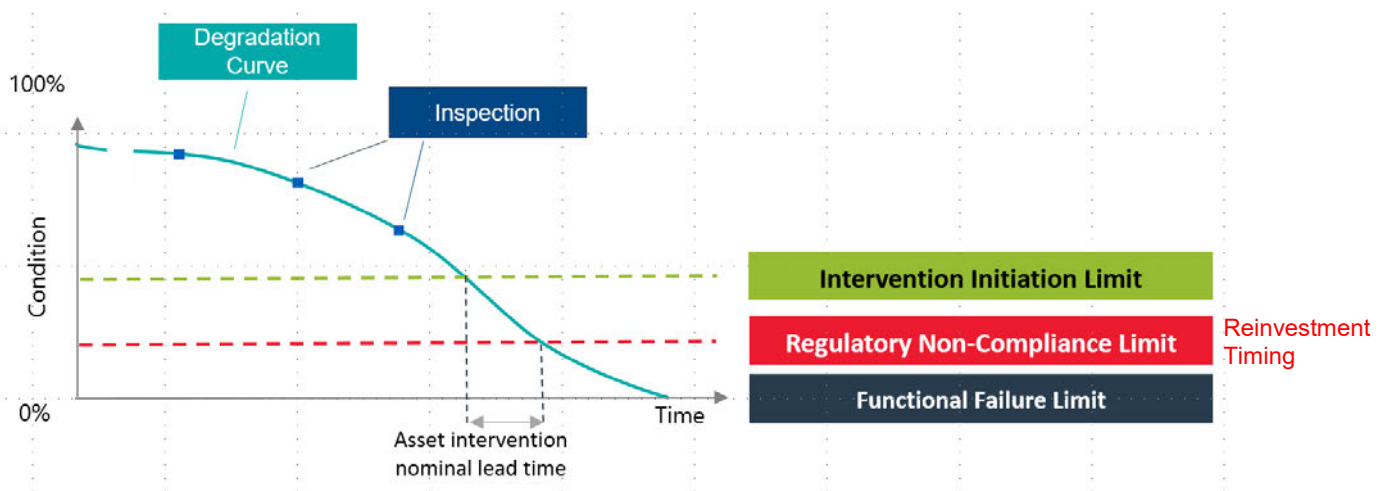 Degradation
Curve
100%
Inspection
Condition
Intervention Initiation Limit
Regulatory Non-Compliance Limit
Reinvestment
Timing
Functional Failure Limit
0%
Time
Asset intervention
nominal lead time